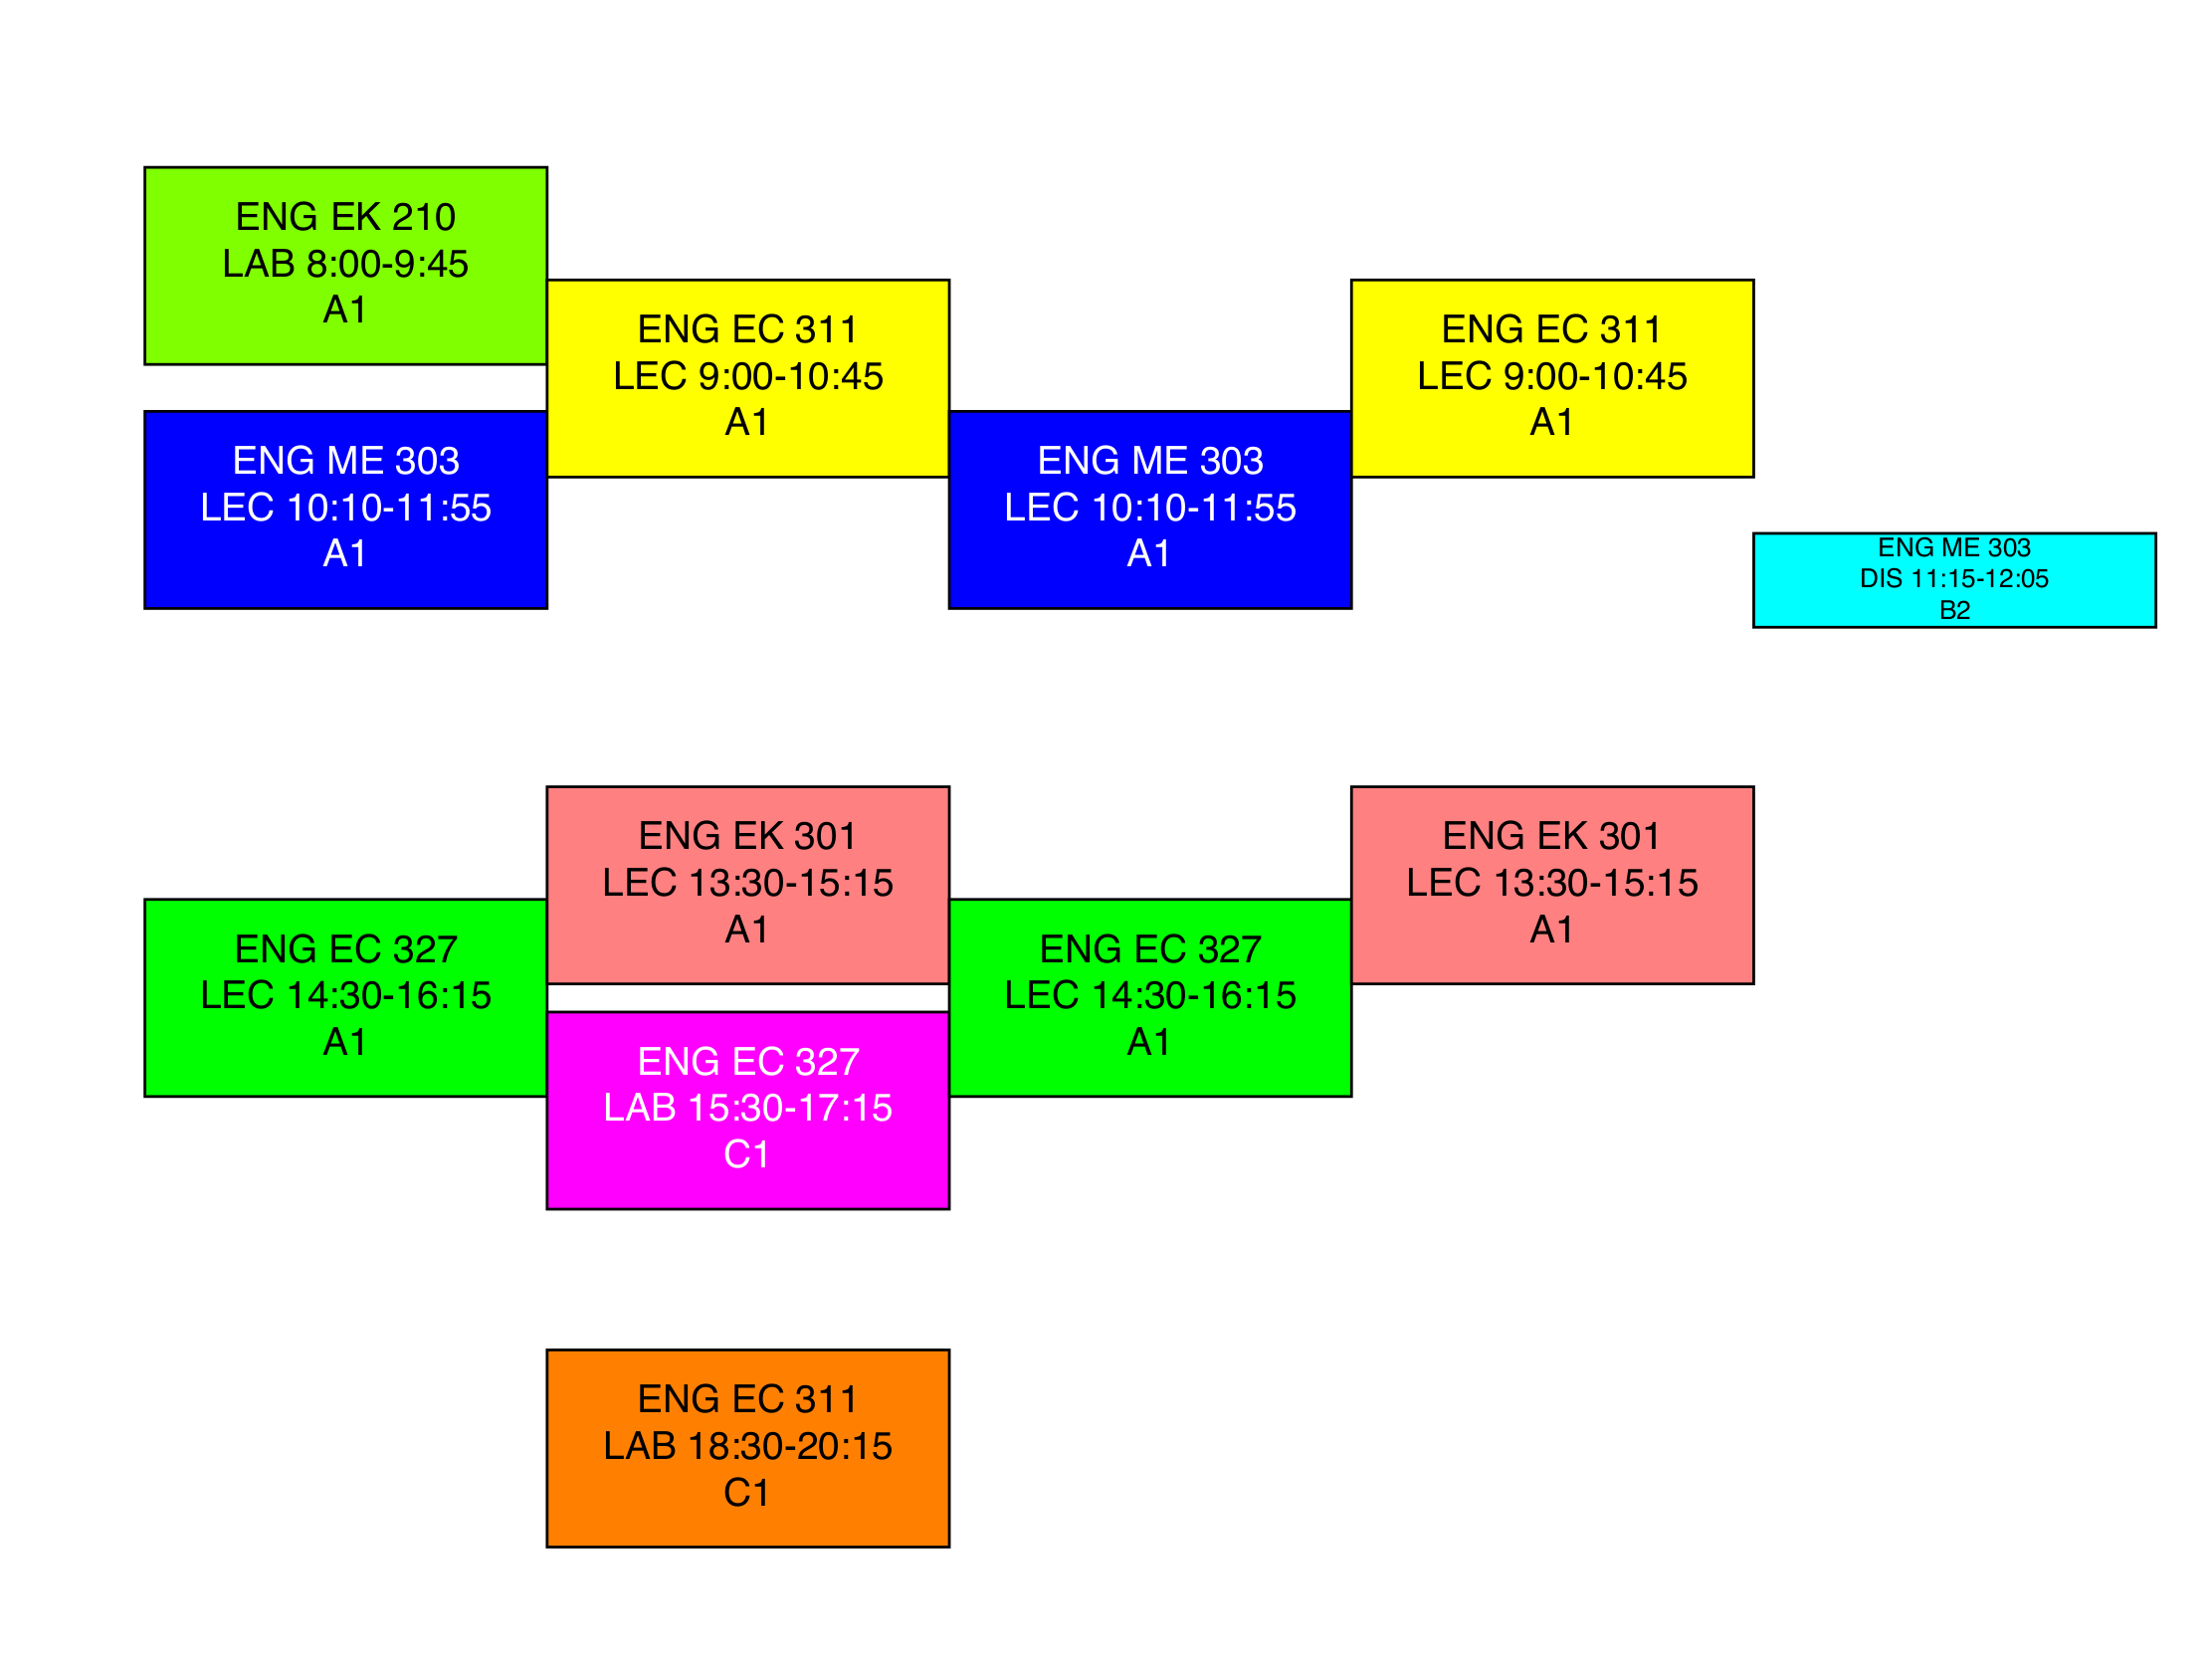 ENG EK 210
LAB 8:00-9:45
A1
ENG EC 311
LEC 9:00-10:45
A1
ENG EC 311
LEC 9:00-10:45
A1
ENG ME 303
LEC 10:10-11:55
A1
ENG ME 303
LEC 10:10-11:55
A1
ENG ME 303
DIS 11:15-12:05
B2
ENG EK 301
LEC 13:30-15:15
A1
ENG EK 301
LEC 13:30-15:15
A1
ENG EC 327
LEC 14:30-16:15
A1
ENG EC 327
LEC 14:30-16:15
A1
ENG EC 327
LAB 15:30-17:15
C1
ENG EC 311
LAB 18:30-20:15
C1